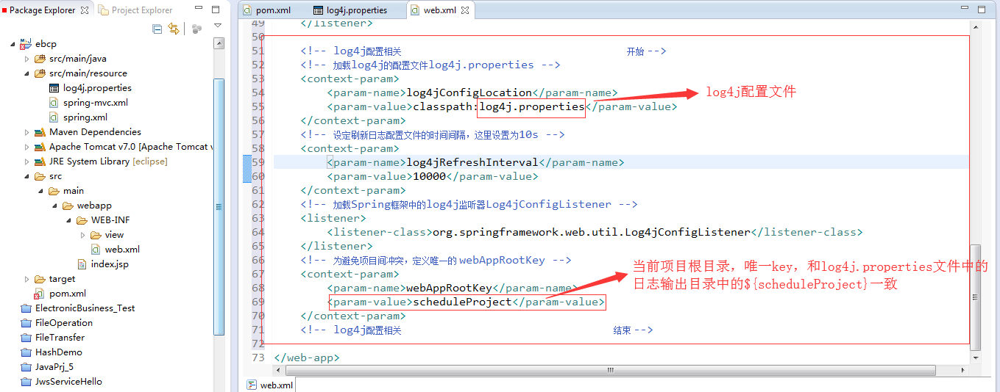 Package Explorer
Project Explorer
ebcp
src/main/java
src/main/resource
log4j.properties
spring-mvc.xml
spring.xml
Maven Dependencies
Apache Tomcat v7.0 [Apache Tomcat v
JRE System Library [eclipse]
src
main
webapp
WEB-INF
view
web.xml
index.jsp
target
pom.xml
ElectronicBusiness_Test
FileOperation
FileTransfer
HashDemo
JavaPrj_5
JwsServiceHello
pom.xml
log4j.properties
web.xml
49 </listener>
50
51 <!-- log4j配置相关 开始 -->
52 <!-- 加载log4j的配置文件log4j.properties -->
53 <context-param>
54 <param-name>log4jConfigLocation</param-name>
55 <param-value>classpath:log4j.properties</param-value>
56 </context-param>
57 <!-- 设定刷新日志配置文件的时间间隔，这里设置为10s -->
58 <context-param>
59 <param-name>log4jRefreshInterval</param-name>
60 <param-value>10000</param-value>
61 </context-param>
62 <!-- 加载Spring框架中的log4j监听器Log4jConfigListener -->
63 <listener>
64 <listener-class>org.springframework.web.util.Log4jConfigListener</listener-class>
65 </listener>
66 <!-- 为避免项目间冲突，定义唯一的 webAppRootKey -->
67 <context-param>
68 <param-name>webAppRootKey</param-name>
69 <param-value>scheduleProject</param-value>
70 </context-param>
71 <!-- log4j配置相关 结束 -->
72
73 </web-app>
log4j配置文件
当前项目根目录，唯一key，和log4j.properties文件中的
日志输出目录中的${scheduleProject}一致
web.xml